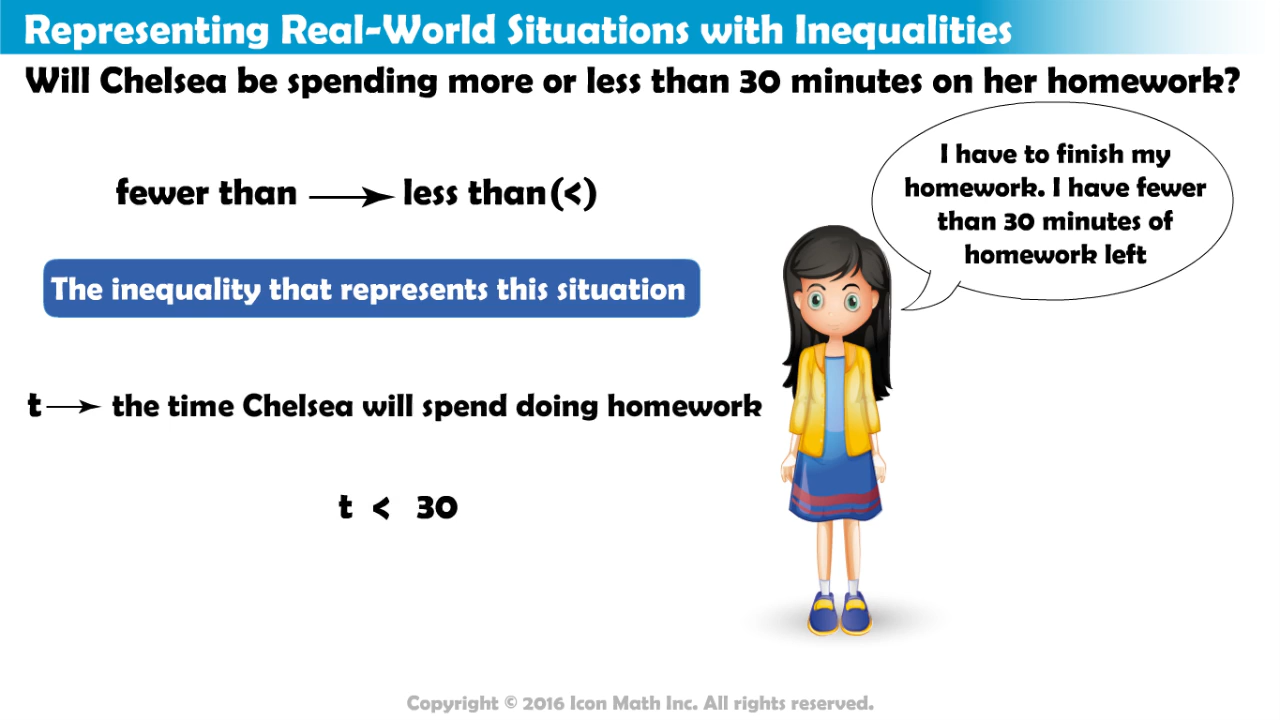 Representing Real-World Situations with Inequalities
Will Chelsea be spending more or less than 30 minutes on her homework?
I have to finish my
homework. I have fewer
than 30 minutes of
homework left
fewer than ⟶ less than (<)
The inequality that represents this situation
t ⟶ the time Chelsea will spend doing homework
t < 30
Copyright © 2016 Icon Math Inc. All rights reserved.